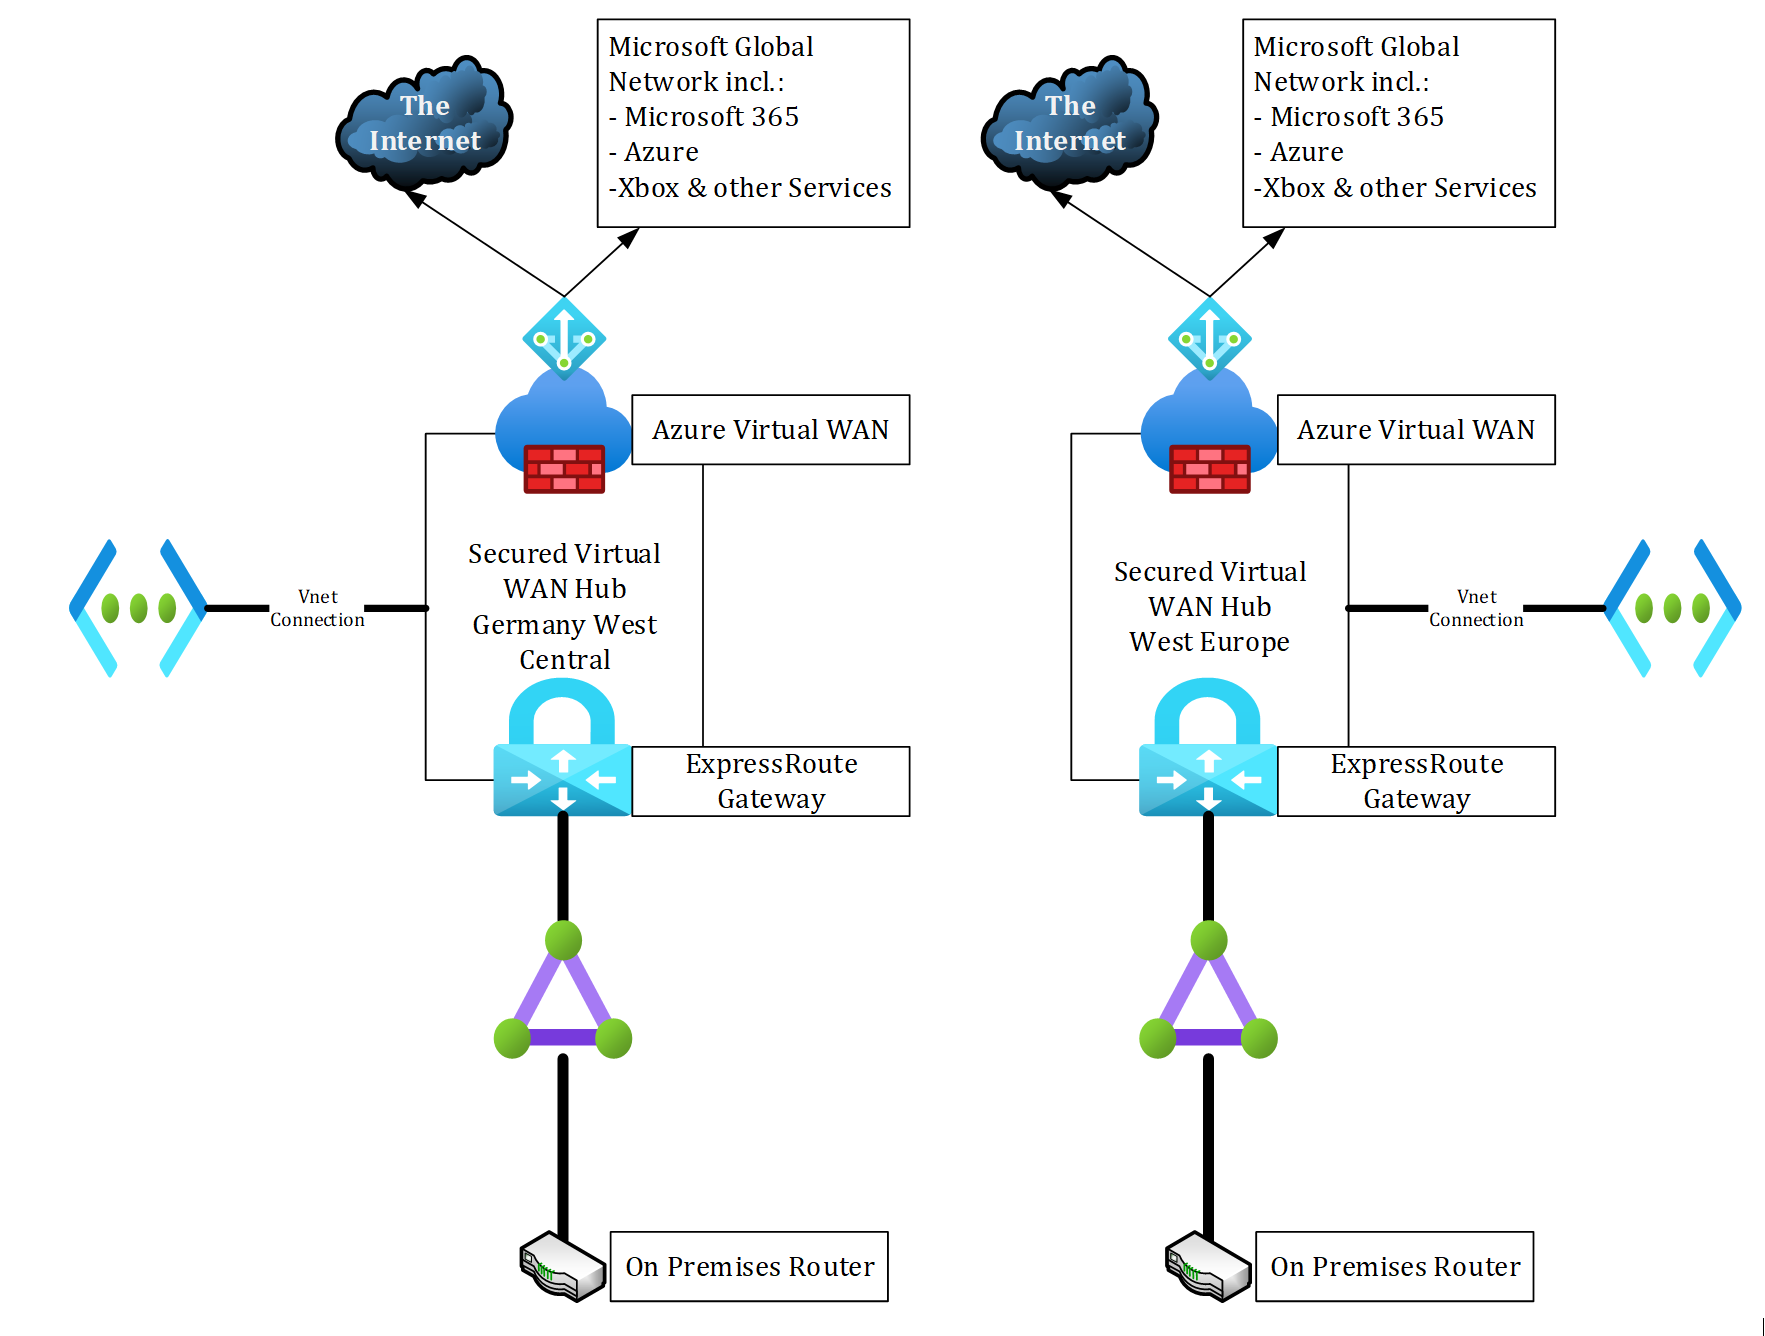 The
Internet
Microsoft Global
Network incl.:
- Microsoft 365
- Azure
-Xbox & other Services
Azure Virtual WAN
Vnet
Connection
Secured Virtual
WAN Hub
Germany West
Central
ExpressRoute
Gateway
On Premises Router
The
Internet
Microsoft Global
Network incl.:
- Microsoft 365
- Azure
-Xbox & other Services
Azure Virtual WAN
Secured Virtual
WAN Hub
West Europe
Vnet
Connection
ExpressRoute
Gateway
On Premises Router